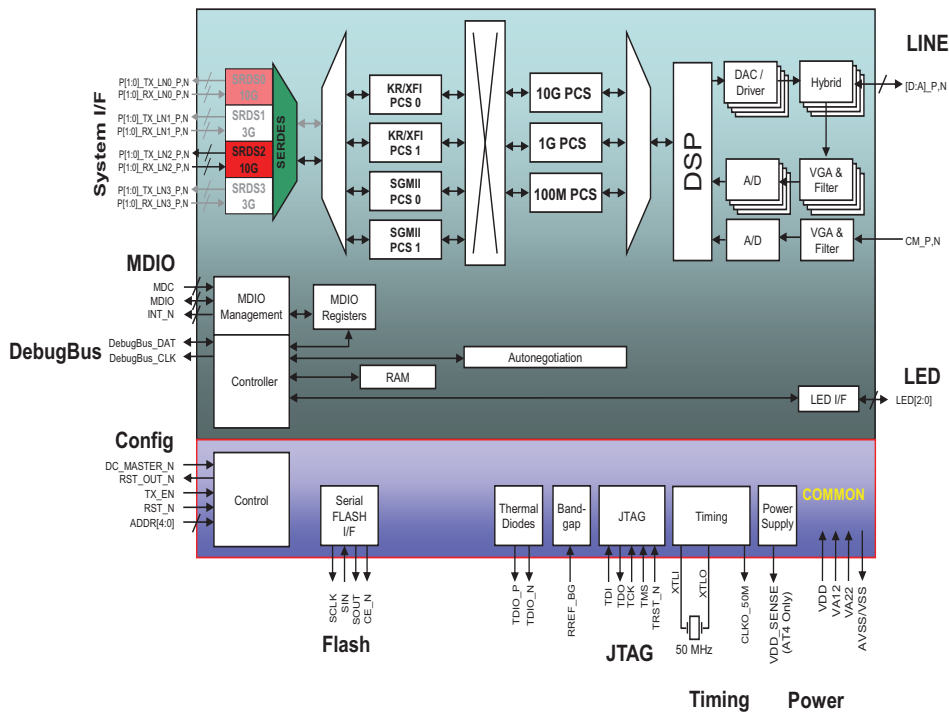 System I/F
P[1:0]_TX_LN0_P,N
P[1:0]_RX_LN0_P,N
P[1:0]_TX_LN1_P,N
P[1:0]_RX_LN1_P,N
P[1:0]_TX_LN2_P,N
P[1:0]_RX_LN2_P,N
P[1:0]_TX_LN3_P,N
P[1:0]_RX_LN3_P,N
SRDS0
10G
SRDS1
3G
SRDS2
10G
SRDS3
3G
SERDES
KR/XFI
PCS 0
KR/XFI
PCS 1
SGMII
PCS 0
SGMII
PCS 1
10G PCS
1G PCS
100M PCS
DSP
DAC /
Driver
Hybrid
A/D
VGA &
Filter
A/D
VGA &
Filter
LINE
[D:A]_P,N
CM_P,N
MDIO
MDC
MDIO
INT_N
MDIO
Management
MDIO
Registers
DebugBus
DebugBus_DAT
DebugBus_CLK
Controller
Autonegotiation
RAM
LED I/F
LED
LED[2:0]
Config
DC_MASTER_N
RST_OUT_N
TX_EN
RST_N
ADDR[4:0]
Control
Serial
FLASH
I/F
Thermal
Diodes
Band-
gap
JTAG
Timing
Power
Supply
COMMON
SCLK
SIN
SOUT
CE_N
TDIO_P
TDIO_N
RREF_BG
TDI
TDO
TCK
TMS
TRST_N
XTLI
XTLO
50 MHz
CLKO_50M
VDD_SENSE
(AT4 Only)
VDD
VA12
VA22
AVSS/VSS
Flash
JTAG
Timing
Power